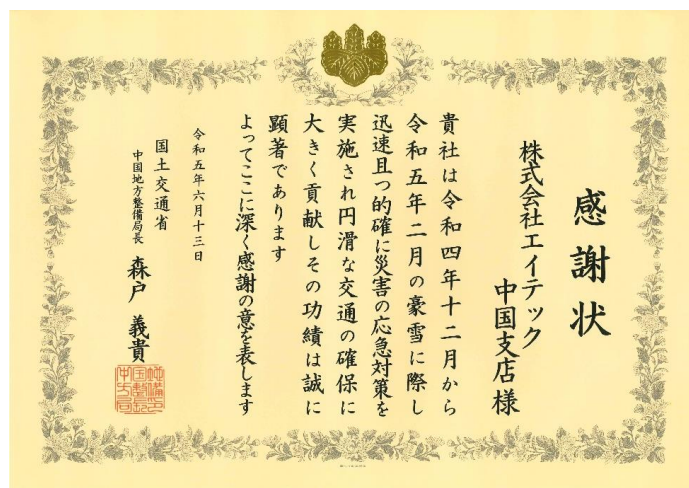 感謝状
株式会社エイテック
中国支店様
貴社は令和四年十二月から
令和五年二月の豪雪に際し
迅速且つ的確に災害の応急対策を
実施され円滑な交通の確保に
大きく貢献しその功績は誠に
顕著であります
よってここに深く感謝の意を表します
令和五年六月十三日
国土交通省
中国地方整備局長 森戸 義貴